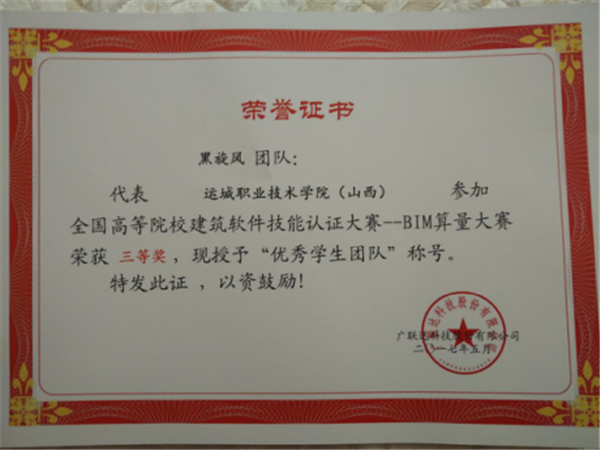 荣誉证书
黑旋风 团队：
代表 运城职业技术学院（山西） 参加
全国高等院校建筑软件技能认证大赛--BIM算量大赛
荣获 三等奖，现授予“优秀学生团队”称号。
特发此证，以资鼓励！
广联达科技股份有限公司
二〇一七年五月